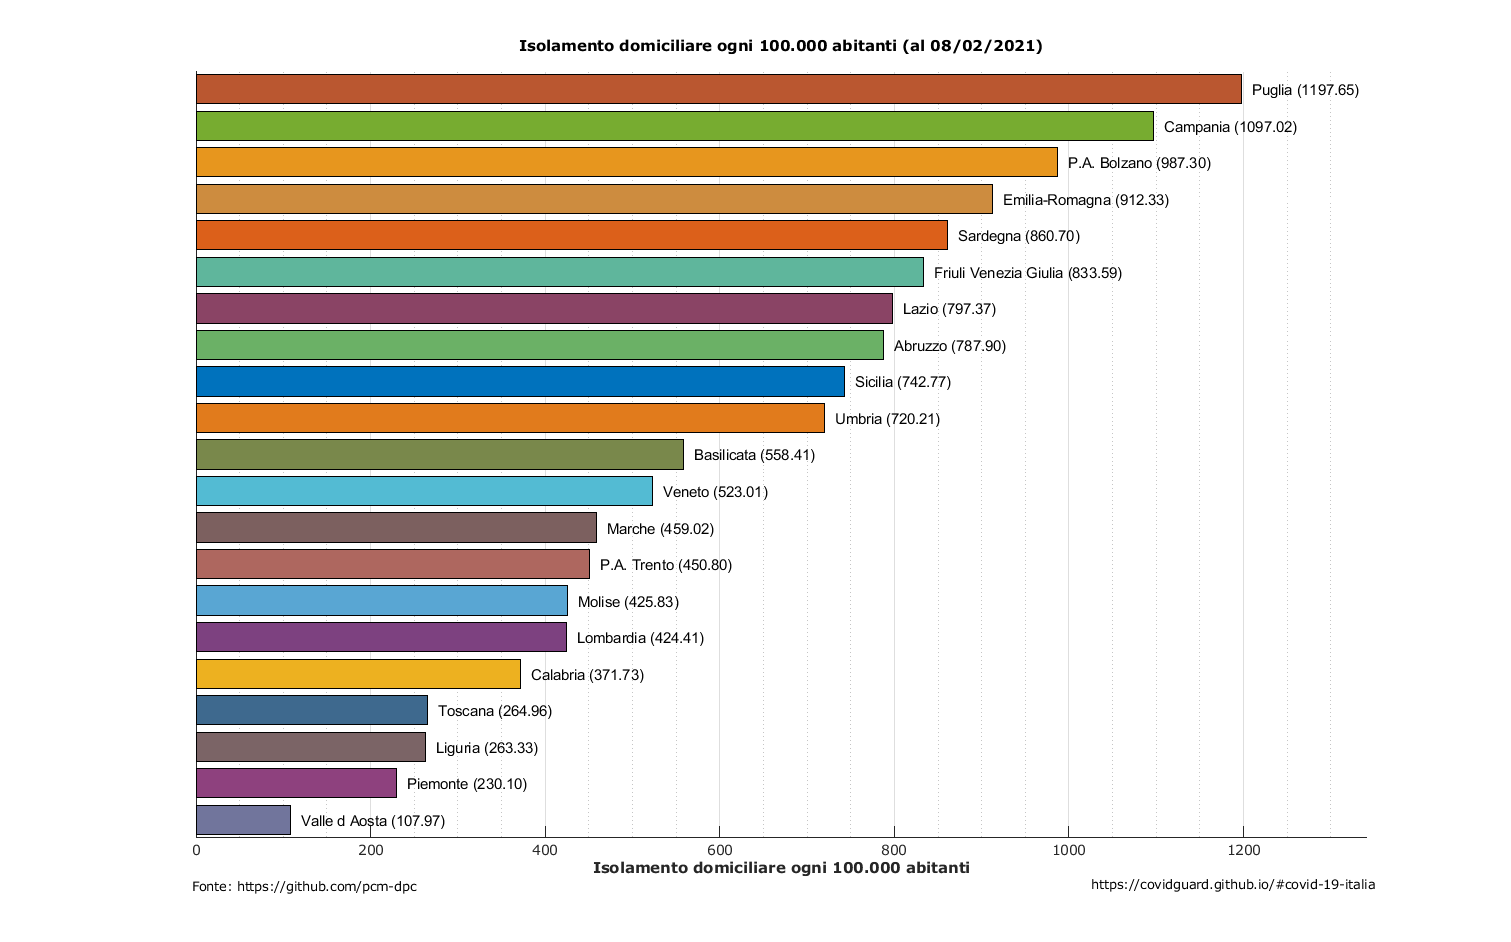 Isolamento domiciliare ogni 100.000 abitanti (al 08/02/2021)
Puglia (1197.65)
Campania (1097.02)
P.A. Bolzano (987.30)
Emilia-Romagna (912.33)
Sardegna (860.70)
Friuli Venezia Giulia (833.59)
Lazio (797.37)
Abruzzo (787.90)
Sicilia (742.77)
Umbria (720.21)
Basilicata (558.41)
Veneto (523.01)
Marche (459.02)
P.A. Trento (450.80)
Molise (425.83)
Lombardia (424.41)
Calabria (371.73)
Toscana (264.96)
Liguria (263.33)
Piemonte (230.10)
Valle d Aosta (107.97)
0 200 400 600 800 1000 1200
Isolamento domiciliare ogni 100.000 abitanti
Fonte: https://github.com/pcm-dpc
https://covidguard.github.io/#covid-19-italia